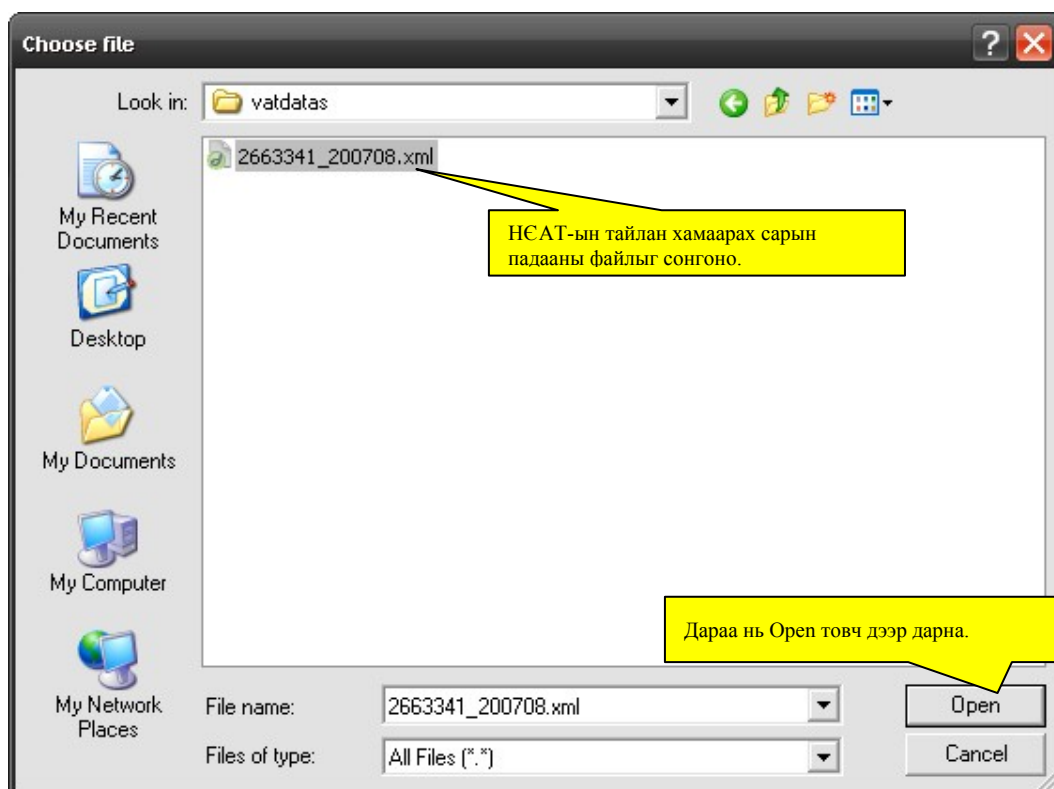 Choose file
Look in:
vatdatas
2663341_200708.xml
НЄАТ-ын тайлан хамаарах сарын
падааны файлыг сонгоно.
My Recent
Documents
Desktop
My Documents
My Computer
My Network
Places
Дараа нь Open товч дээр дарна.
File name:
2663341_200708.xml
Open
Files of type:
All Files (*.*)
Cancel